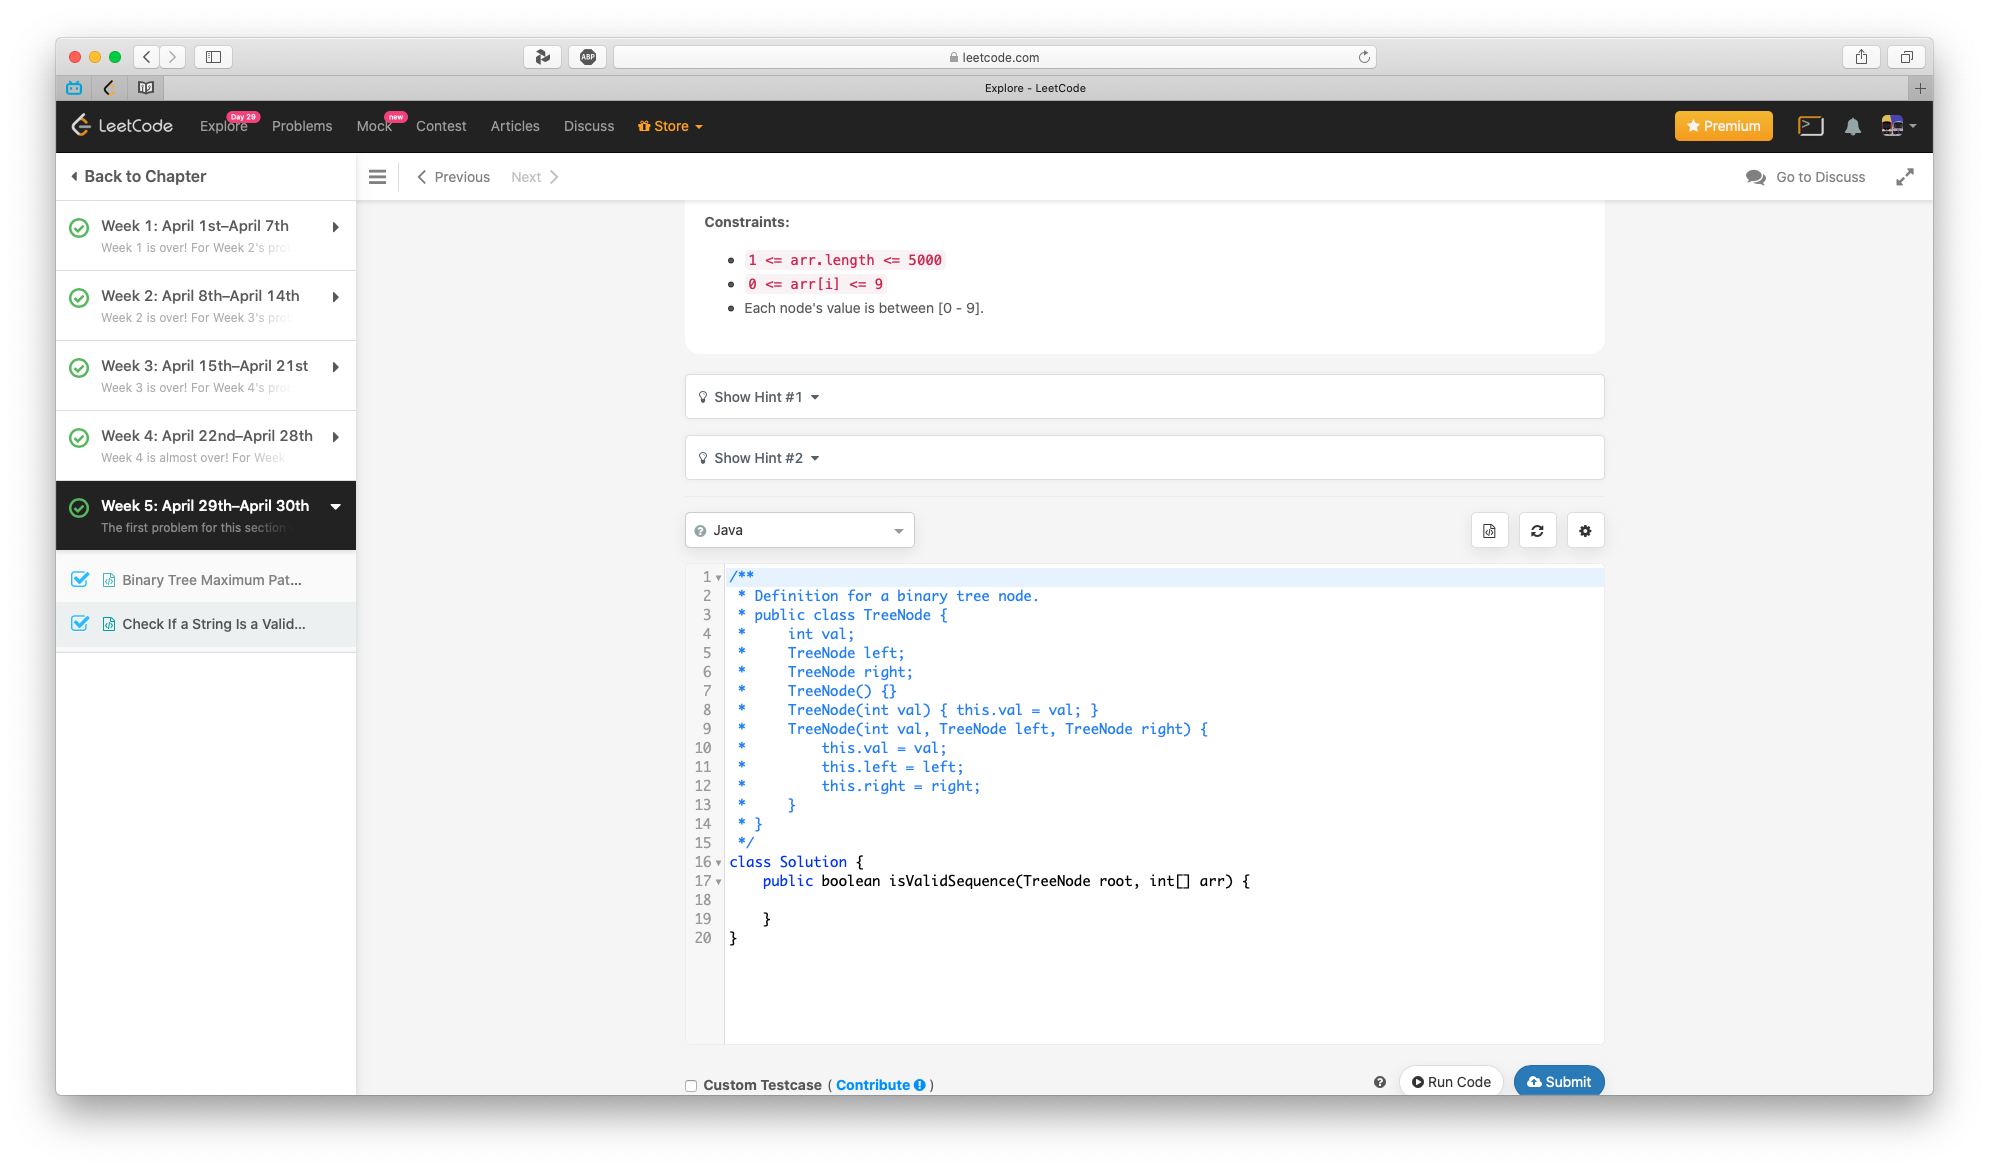 ABP
leetcode.com
Explore - LeetCode
LeetCode
Explore
Day 29
Problems
Mock
new
Contest
Articles
Discuss
Store
Premium
Back to Chapter
Previous
Next
Go to Discuss
Week 1: April 1st–April 7th
Week 1 is over! For Week 2's
Week 2: April 8th–April 14th
Week 2 is over! For Week 3's
Week 3: April 15th–April 21st
Week 3 is over! For Week 4's
Week 4: April 22nd–April 28th
Week 4 is almost over! For Week
Week 5: April 29th–April 30th
The first problem for this section
Binary Tree Maximum Pat...
Check If a String Is a Valid...
Constraints:
1 <= arr.length <= 5000
0 <= arr[i] <= 9
Each node's value is between [0 - 9].
Show Hint #1
Show Hint #2
Java
1 /**
2  * Definition for a binary tree node.
3  * public class TreeNode {
4  *     int val;
5  *     TreeNode left;
6  *     TreeNode right;
7  *     TreeNode() {}
8  *     TreeNode(int val) { this.val = val; }
9  *     TreeNode(int val, TreeNode left, TreeNode right) {
10  *         this.val = val;
11  *         this.left = left;
12  *         this.right = right;
13  *     }
14  * }
15  */
16 class Solution {
17     public boolean isValidSequence(TreeNode root, int[] arr) {
18
19     }
20 }
Custom Testcase ( Contribute )
Run Code
Submit